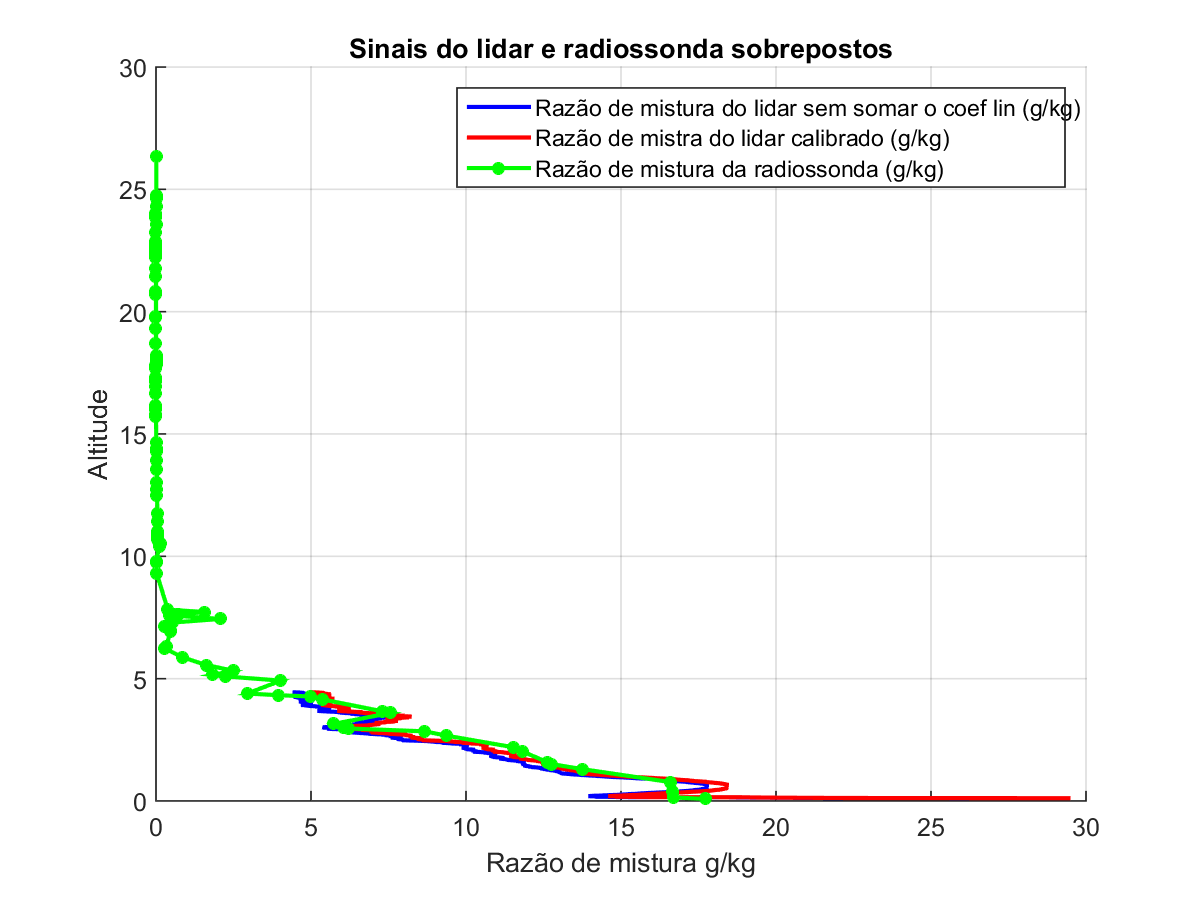 Sinais do lidar e radiossonda sobrepostos
30
Razão de mistura do lidar sem somar o coef lin (g/kg)
Razão de mistra do lidar calibrado (g/kg)
Razão de mistura da radiossonda (g/kg)
25
20
15
Altitude
10
5
0
0 5 10 15 20 25 30
Razão de mistura g/kg